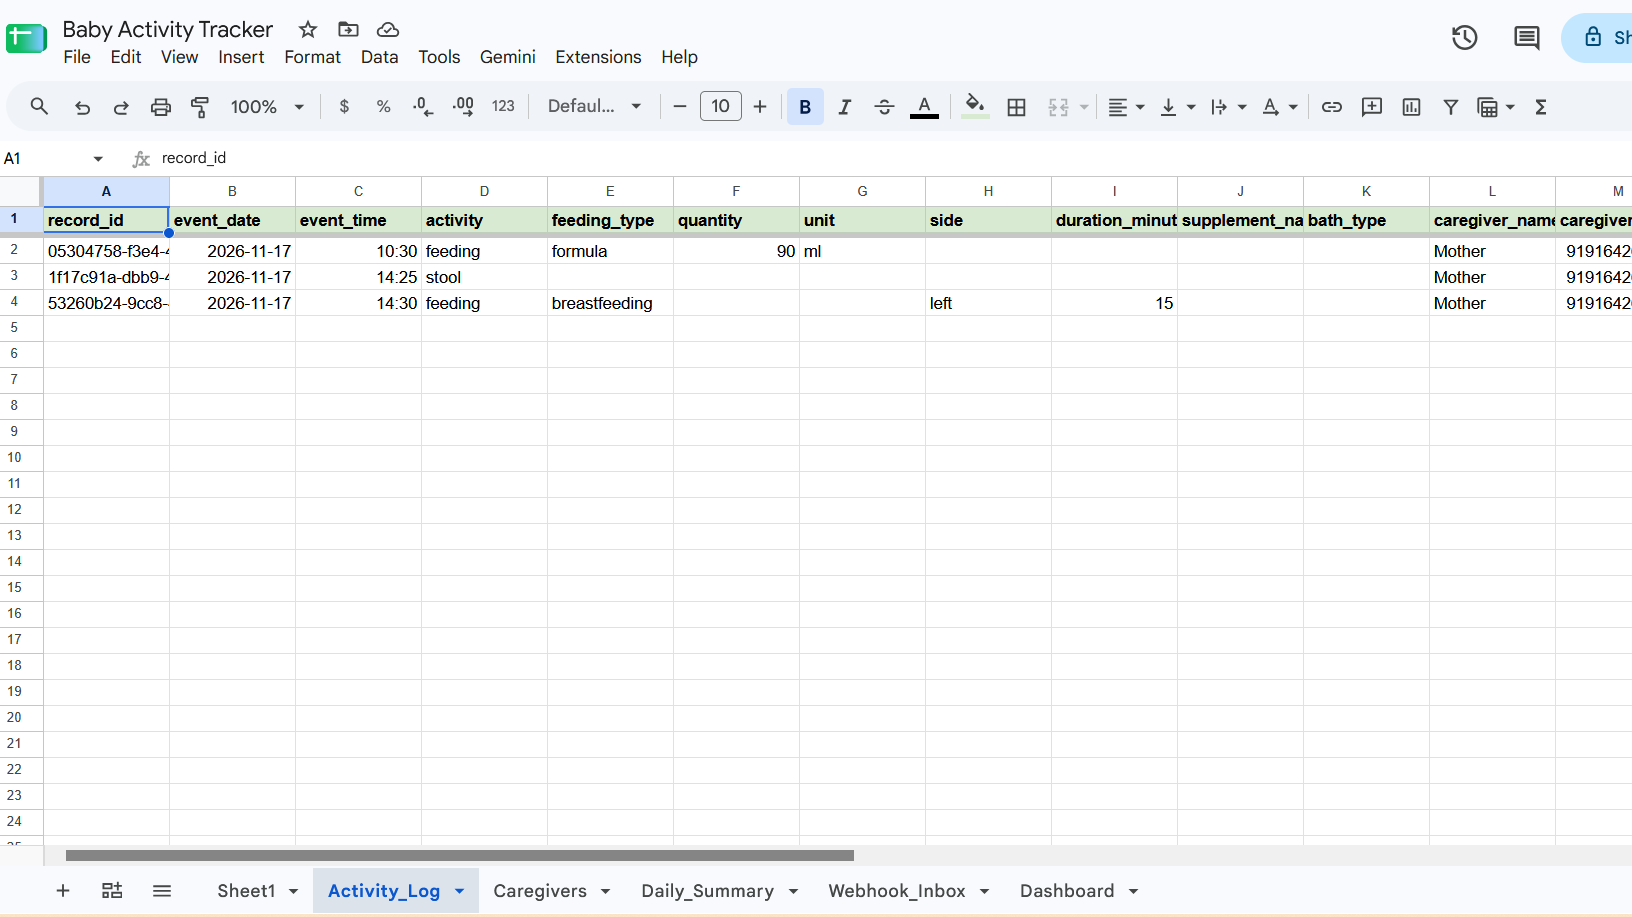 Baby Activity Tracker
File Edit View Insert Format Data Tools Gemini Extensions Help
100% $ % .0 .00 123 Defaul... 10 B I A
A1 fx record_id
A B C D E F G H I J K L M
1 record_id event_date event_time activity feeding_type quantity unit side duration_minut supplement_na bath_type caregiver_name caregiver
2 05304758-f3e4-4 2026-11-17 10:30 feeding formula 90 ml Mother 9191642
3 1f17c91a-dbb9-4 2026-11-17 14:25 stool Mother 9191642
4 53260b24-9cc8- 2026-11-17 14:30 feeding breastfeeding left 15 Mother 9191642
5
6
7
8
9
10
11
12
13
14
15
16
17
18
19
20
21
22
23
24
Sheet1 Activity_Log Caregivers Daily_Summary Webhook_Inbox Dashboard